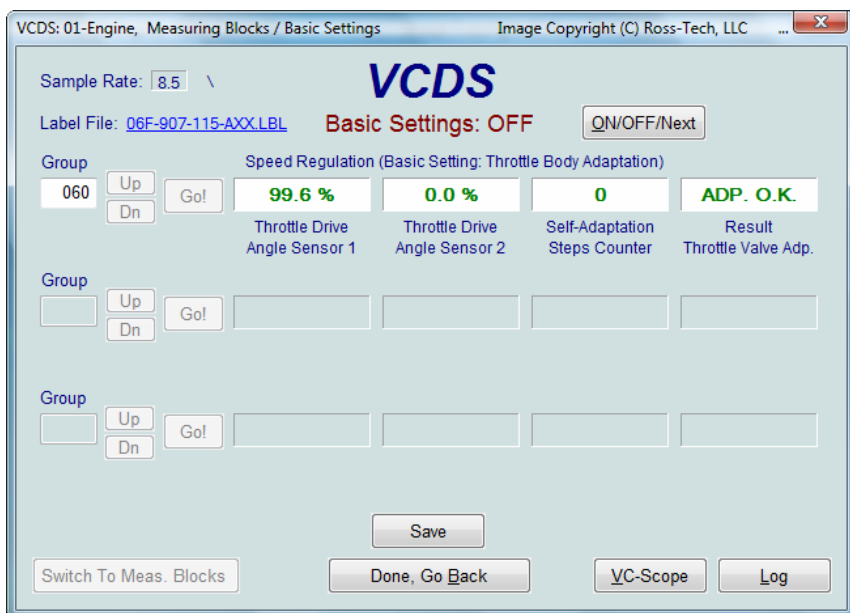 VCDS: 01-Engine, Measuring Blocks / Basic Settings Image Copyright (C) Ross-Tech, LLC ...
Sample Rate: 8.5 \
VCDS
Label File: 06F-907-115-AXX.LBL Basic Settings: OFF ON/OFF/Next
Group Speed Regulation (Basic Setting: Throttle Body Adaptation)
060 Up Dn Go! 99.6 % 0.0 % 0 ADP. O.K.
Throttle Drive Throttle Drive Self-Adaptation Result
Angle Sensor 1 Angle Sensor 2 Steps Counter Throttle Valve Adp.
Group
Up
Go!
Dn
Group
Up
Go!
Dn
Save
Switch To Meas. Blocks Done, Go Back VC-Scope Log